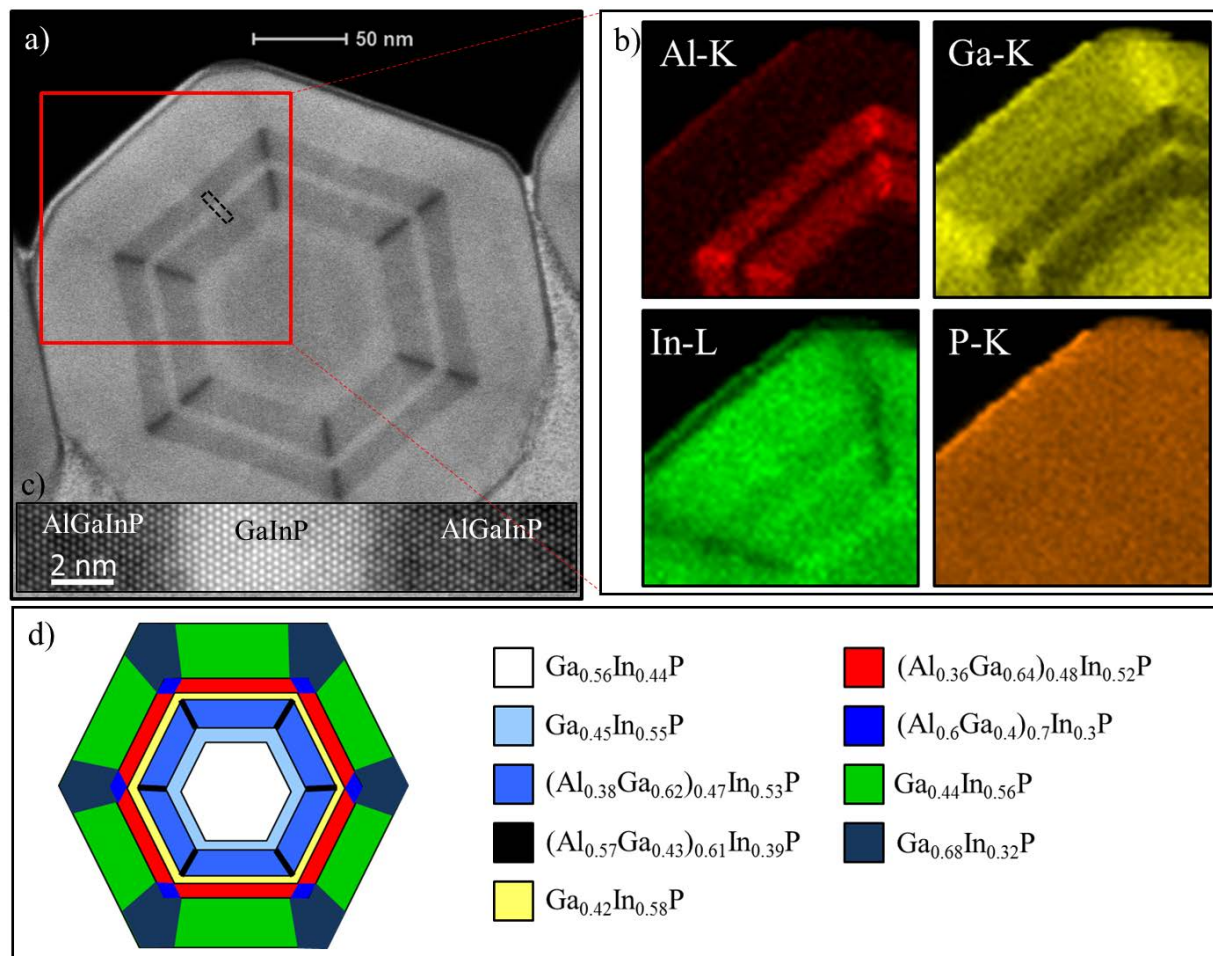 a)
50 nm
b)
Al-K
Ga-K
In-L
P-K
c)
AlGaInP
GaInP
AlGaInP
2 nm
d)
Ga₀.₅₆In₀.₄₄P
Ga₀.₄₅In₀.₅₅P
(Al₀.₃₈Ga₀.₆₂)₀.₄₇In₀.₅₃P
(Al₀.₅₇Ga₀.₄₃)₀.₆₁In₀.₃₉P
Ga₀.₄₂In₀.₅₈P
(Al₀.₃₆Ga₀.₆₄)₀.₄₈In₀.₅₂P
(Al₀.₆Ga₀.₄)₀.₇In₀.₃P
Ga₀.₄₄In₀.₅₆P
Ga₀.₆₈In₀.₃₂P